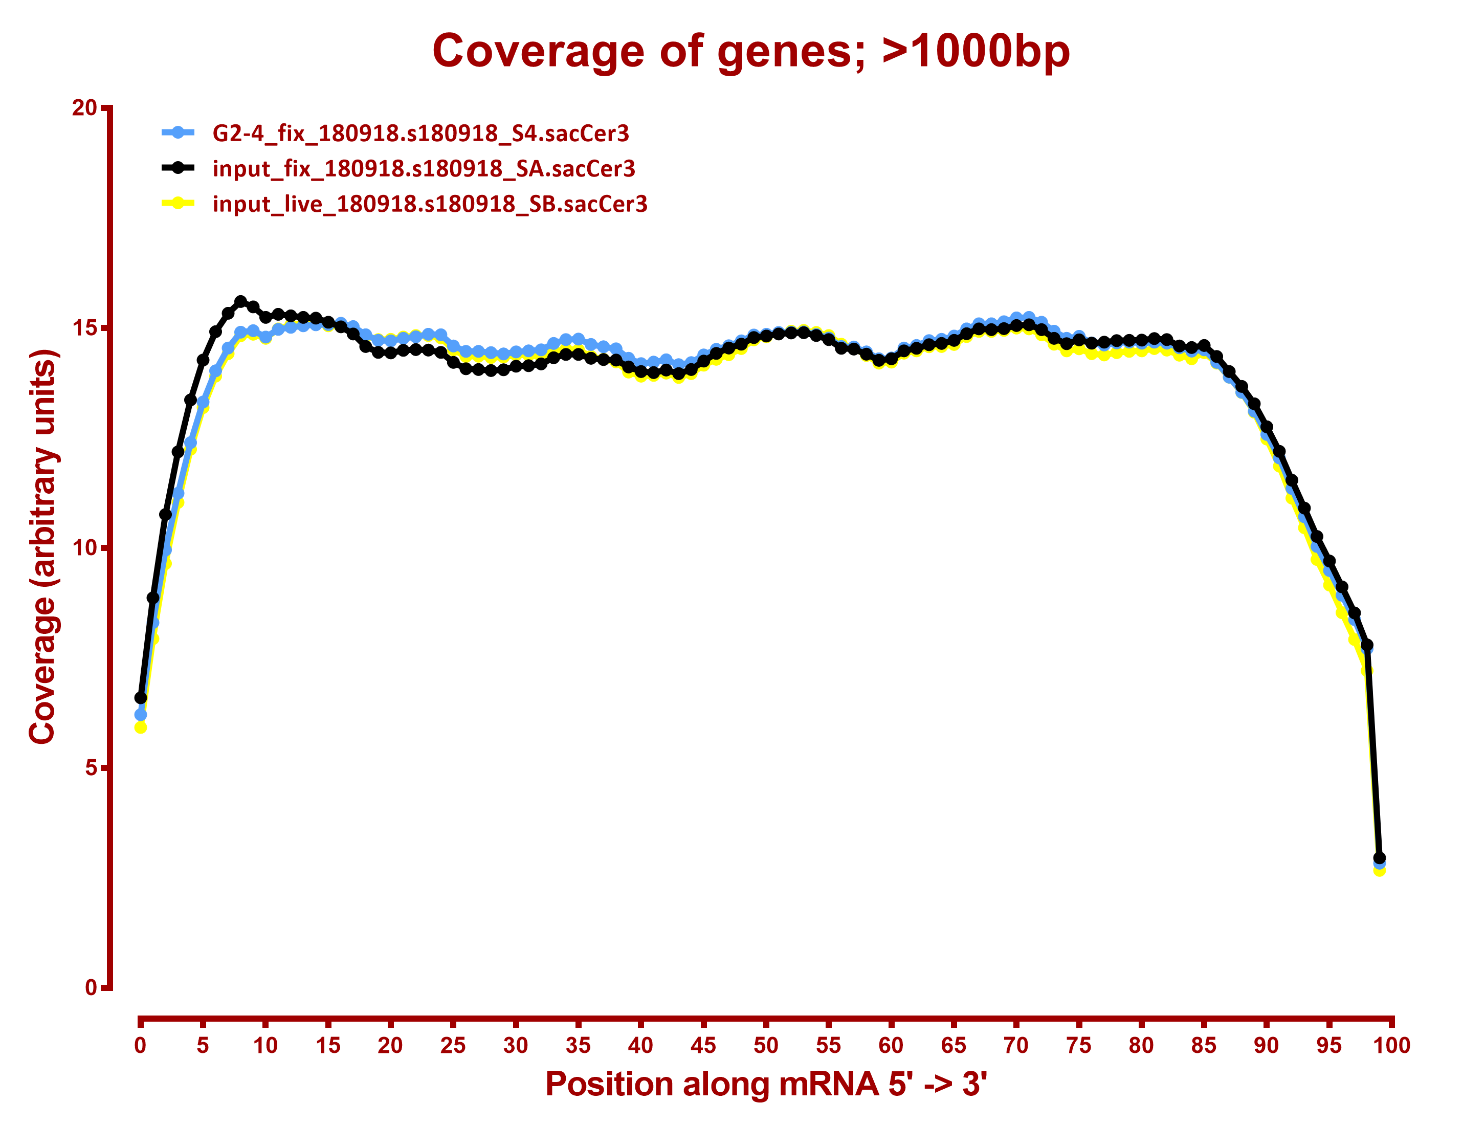 Coverage of genes; >1000bp
20
G2-4_fix_180918.s180918_S4.sacCer3
input_fix_180918.s180918_SA.sacCer3
input_live_180918.s180918_SB.sacCer3
15
10
5
0
Coverage (arbitrary units)
0 5 10 15 20 25 30 35 40 45 50 55 60 65 70 75 80 85 90 95 100
Position along mRNA 5' -> 3'